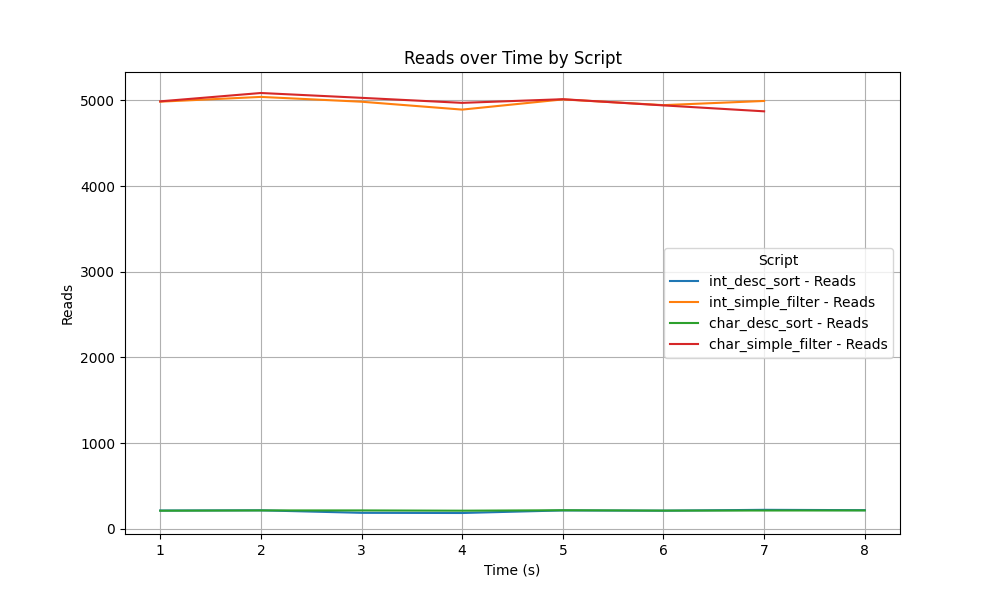 Reads over Time by Script
5000
4000
3000
2000
1000
0
Reads
Script
int_desc_sort - Reads
int_simple_filter - Reads
char_desc_sort - Reads
char_simple_filter - Reads
1 2 3 4 5 6 7 8
Time (s)